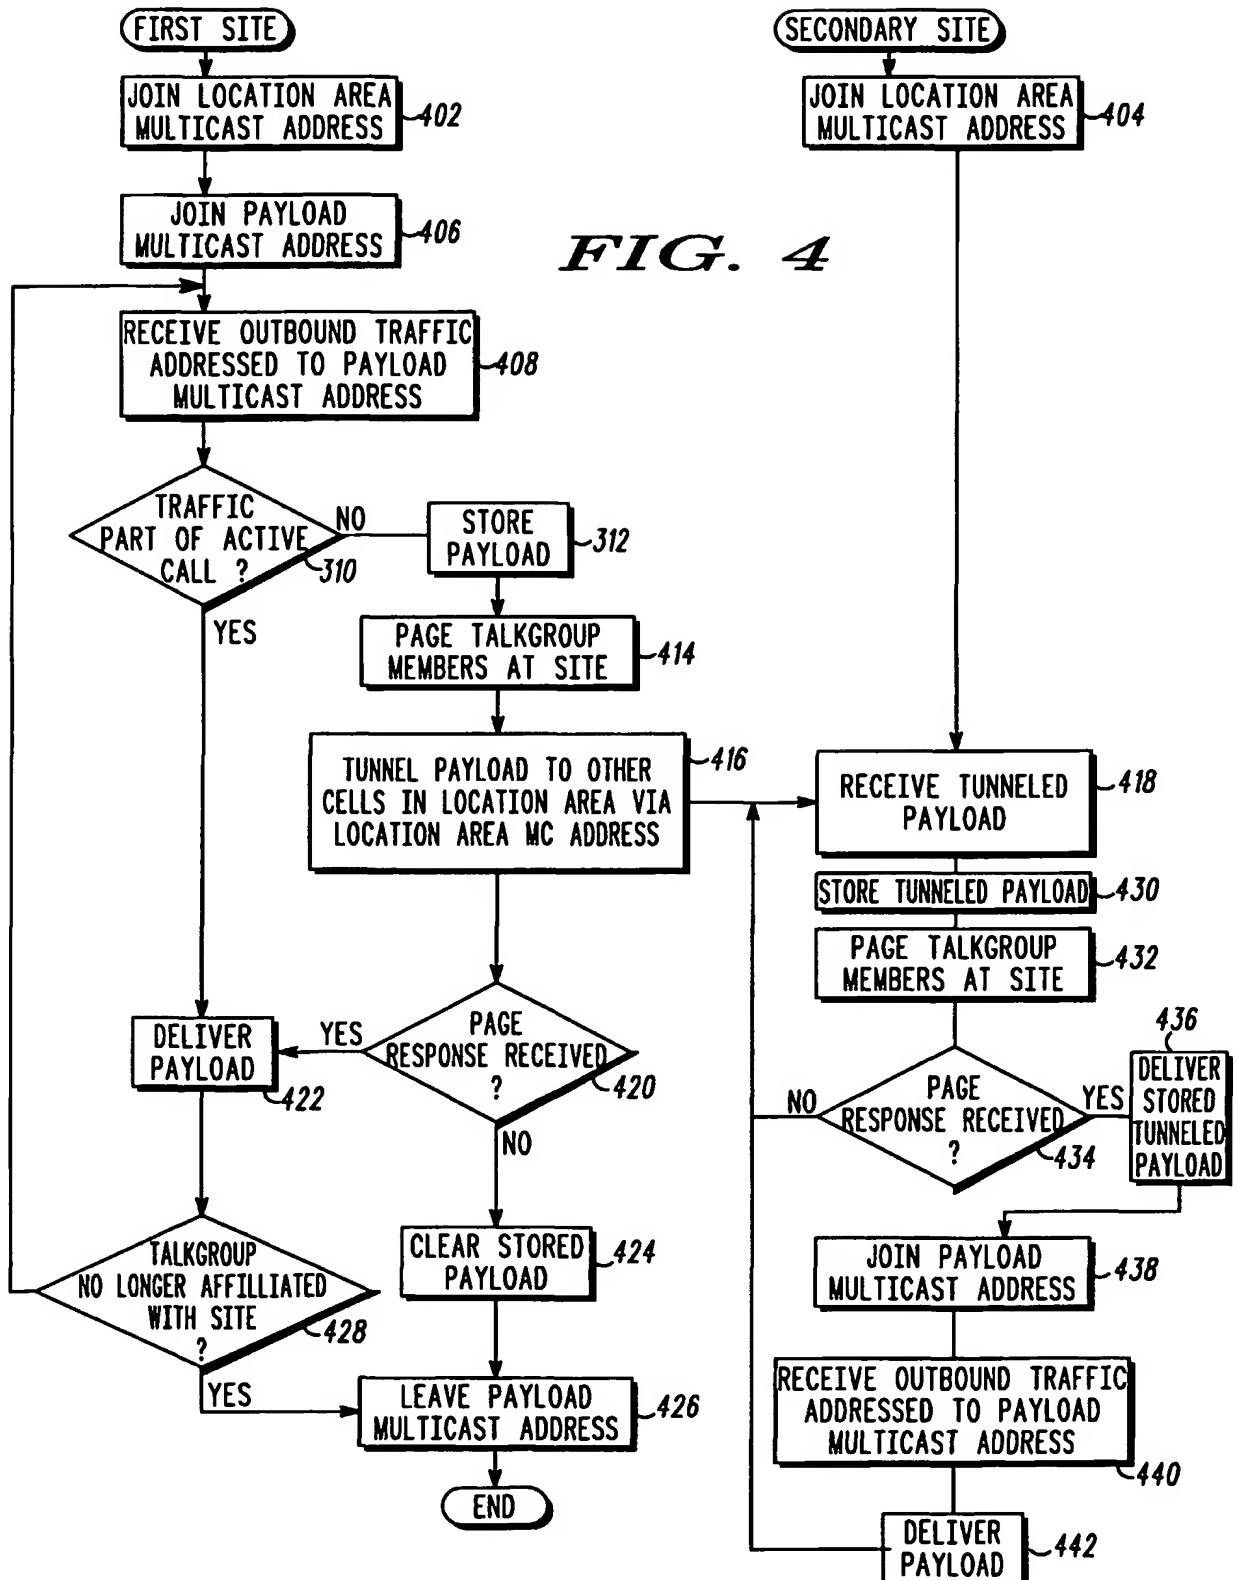 FIRST SITE
JOIN LOCATION AREA
MULTICAST ADDRESS
402
JOIN PAYLOAD
MULTICAST ADDRESS
406
RECEIVE OUTBOUND TRAFFIC
ADDRESSED TO PAYLOAD
MULTICAST ADDRESS
408
TRAFFIC
PART OF ACTIVE
CALL ?
310
NO
YES
STORE
PAYLOAD
312
PAGE TALKGROUP
MEMBERS AT SITE
414
TUNNEL PAYLOAD TO OTHER
CELLS IN LOCATION AREA VIA
LOCATION AREA MC ADDRESS
416
PAGE
RESPONSE RECEIVED
?
420
YES
NO
DELIVER
PAYLOAD
422
TALKGROUP
NO LONGER AFFILLIATED
WITH SITE
?
428
YES
CLEAR STORED
PAYLOAD
424
LEAVE PAYLOAD
MULTICAST ADDRESS
426
END
FIG. 4
SECONDARY SITE
JOIN LOCATION AREA
MULTICAST ADDRESS
404
RECEIVE TUNNELED
PAYLOAD
418
STORE TUNNELED PAYLOAD
430
PAGE TALKGROUP
MEMBERS AT SITE
432
PAGE
RESPONSE RECEIVED
?
434
NO
YES
436
DELIVER
STORED
TUNNELED
PAYLOAD
JOIN PAYLOAD
MULTICAST ADDRESS
438
RECEIVE OUTBOUND TRAFFIC
ADDRESSED TO PAYLOAD
MULTICAST ADDRESS
440
DELIVER
PAYLOAD
442